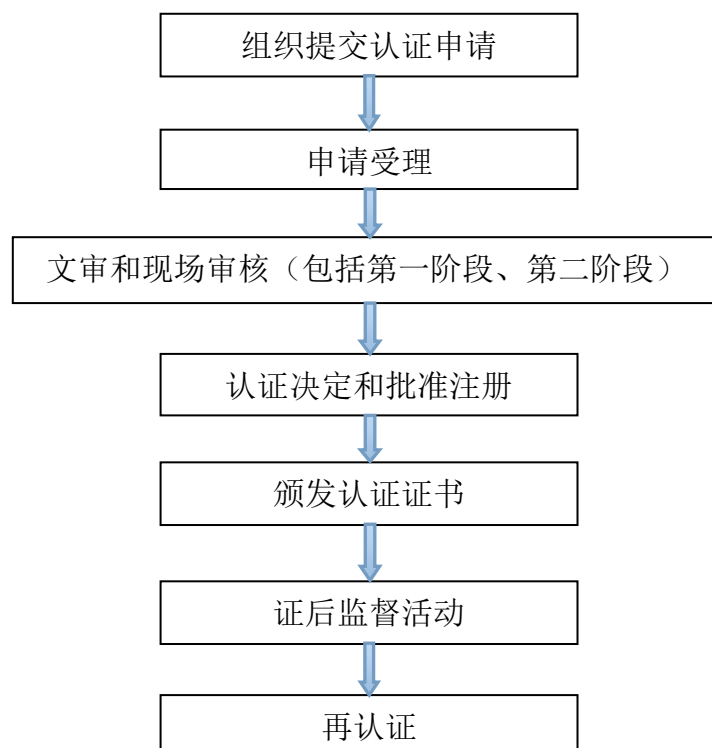 组织提交认证申请
申请受理
文审和现场审核（包括第一阶段、第二阶段）
认证决定和批准注册
颁发认证证书
证后监督活动
再认证